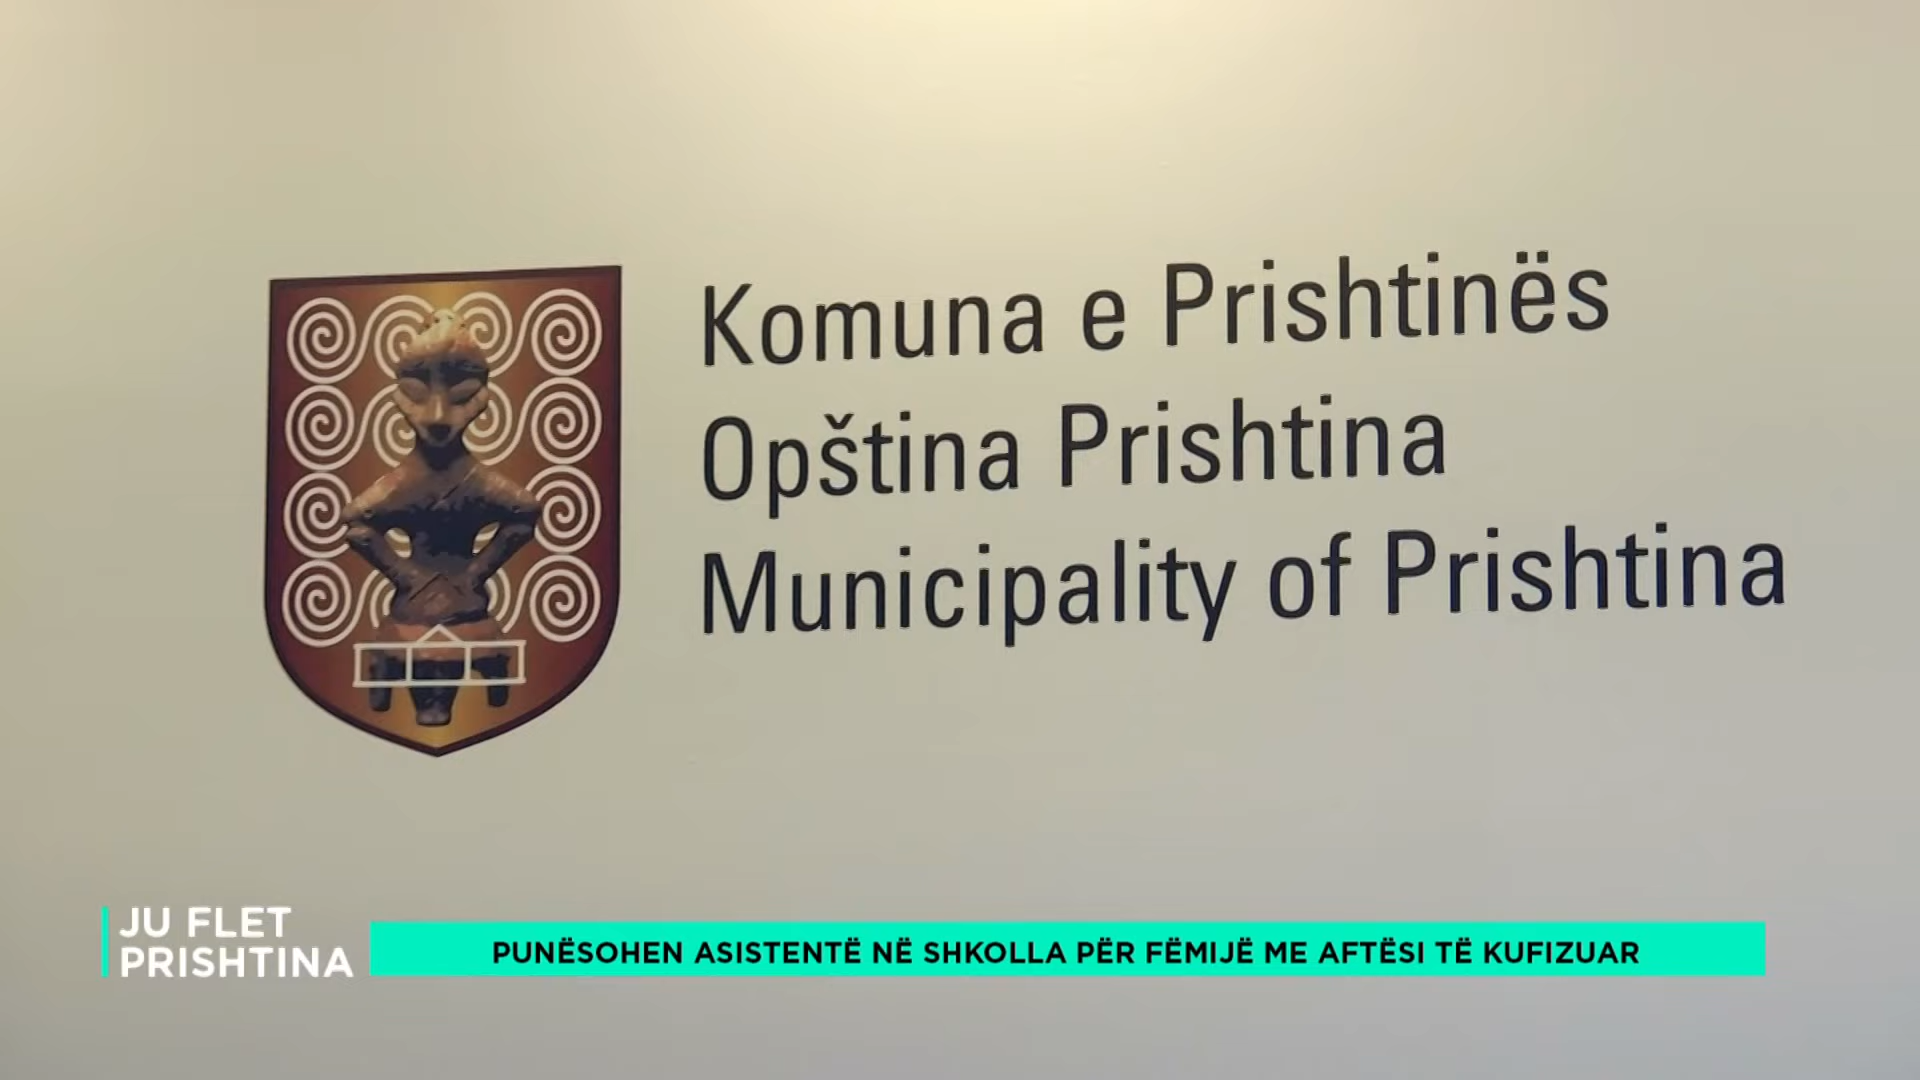 Komuna e Prishtinës
Opština Prishtina
Municipality of Prishtina
JU FLET
PRISHTINA
PUNËSOHEN ASISTENTË NË SHKOLLA PËR FËMIJË ME AFTËSI TË KUFIZUAR